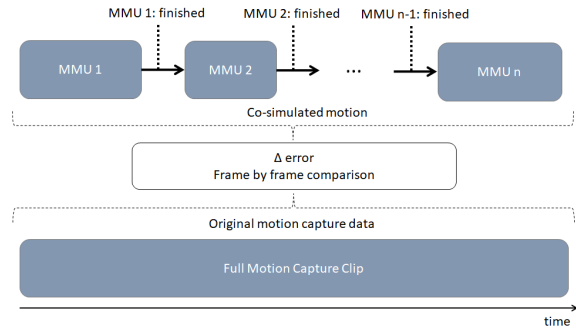 MMU 1: finished MMU 2: finished MMU n-1: finished
MMU 1 MMU 2 ... MMU n
Co-simulated motion
Δ error
Frame by frame comparison
Original motion capture data
Full Motion Capture Clip
time